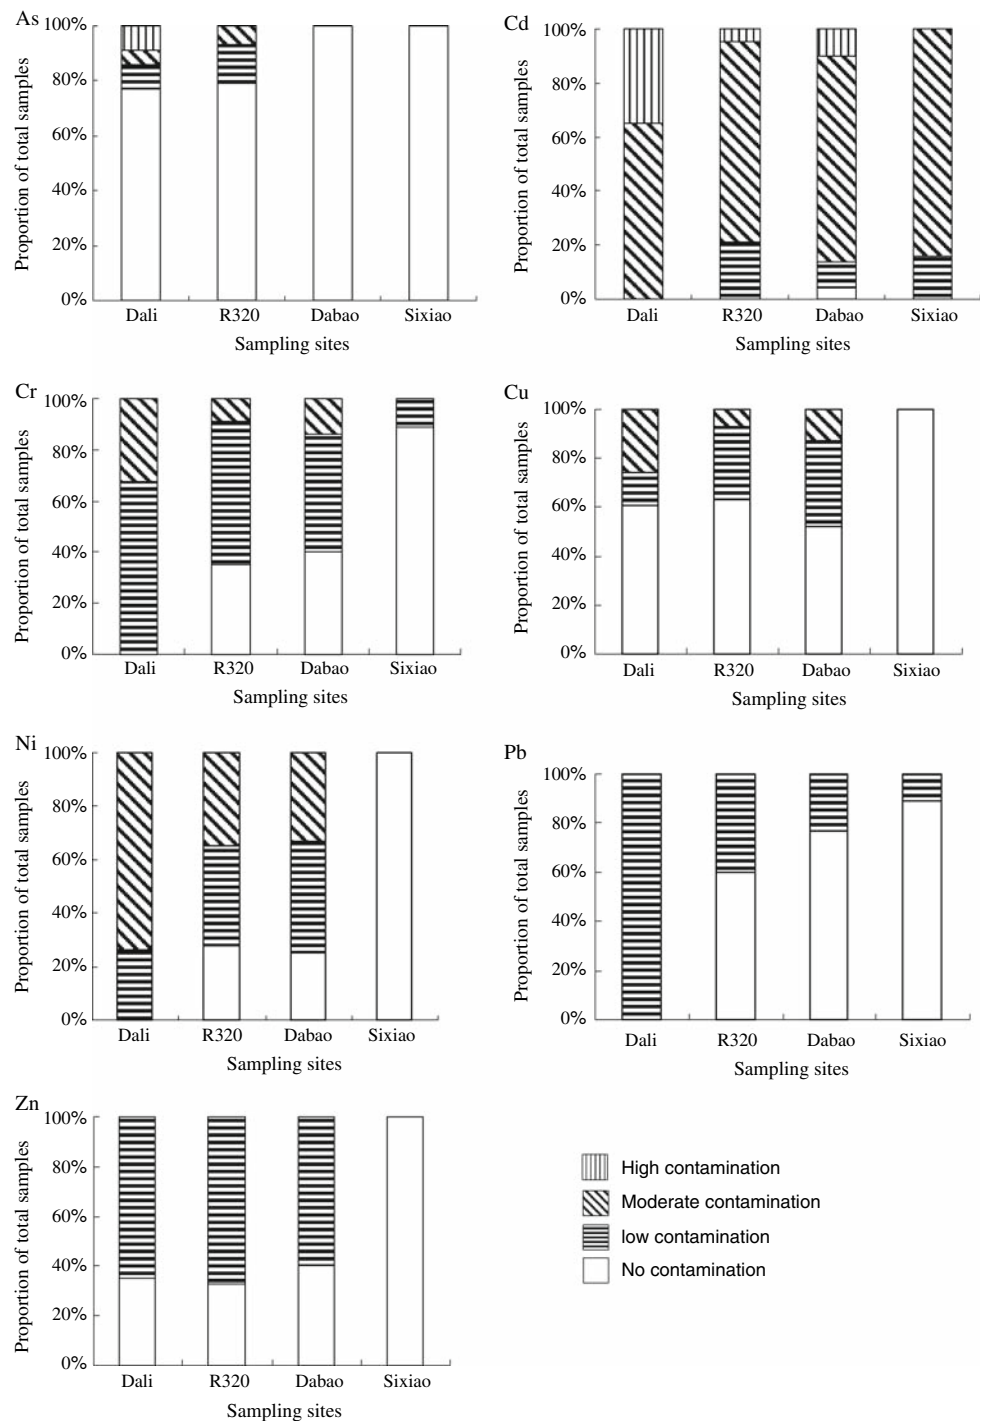 As
Proportion of total samples
100%
80%
60%
40%
20%
0%
Dali R320 Dabao Sixiao
Sampling sites
Cd
Proportion of total samples
100%
80%
60%
40%
20%
0%
Dali R320 Dabao Sixiao
Sampling sites
Cr
Proportion of total samples
100%
80%
60%
40%
20%
0%
Dali R320 Dabao Sixiao
Sampling sites
Cu
Proportion of total samples
100%
80%
60%
40%
20%
0%
Dali R320 Dabao Sixiao
Sampling sites
Ni
Proportion of total samples
100%
80%
60%
40%
20%
0%
Dali R320 Dabao Sixiao
Sampling sites
Pb
Proportion of total samples
100%
80%
60%
40%
20%
0%
Dali R320 Dabao Sixiao
Sampling sites
Zn
Proportion of total samples
100%
80%
60%
40%
20%
0%
Dali R320 Dabao Sixiao
Sampling sites
High contamination
Moderate contamination
low contamination
No contamination